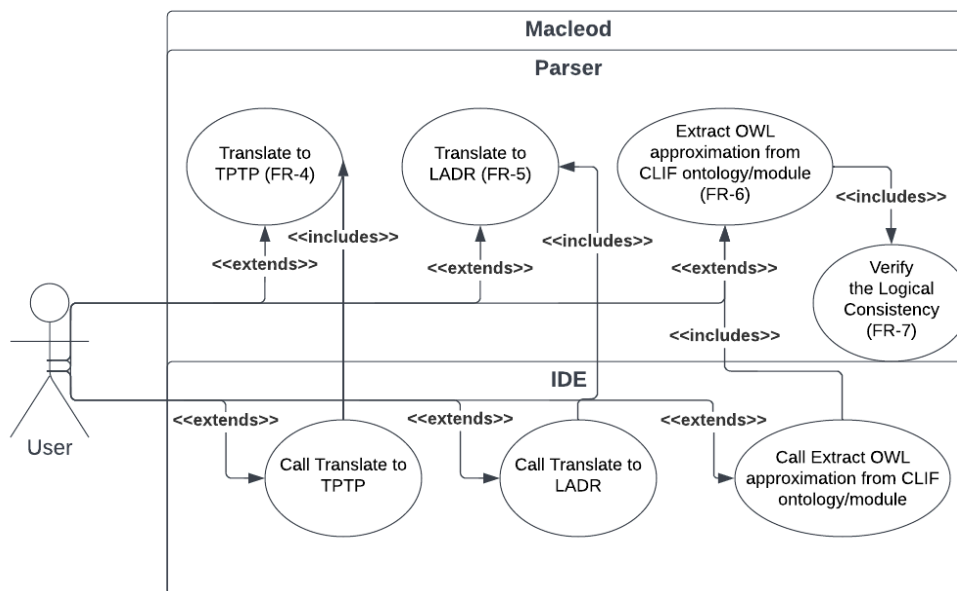 Macleod
Parser
Translate to
TPTP (FR-4)
Translate to
LADR (FR-5)
Extract OWL
approximation from
CLIF ontology/module
(FR-6)
<<includes>>
<<includes>>
<<includes>>
<<extends>>
<<extends>>
<<extends>>
Verify
the Logical
Consistency
(FR-7)
<<includes>>
IDE
<<extends>>
<<extends>>
<<extends>>
User
Call Translate to
TPTP
Call Translate to
LADR
Call Extract OWL
approximation from CLIF
ontology/module